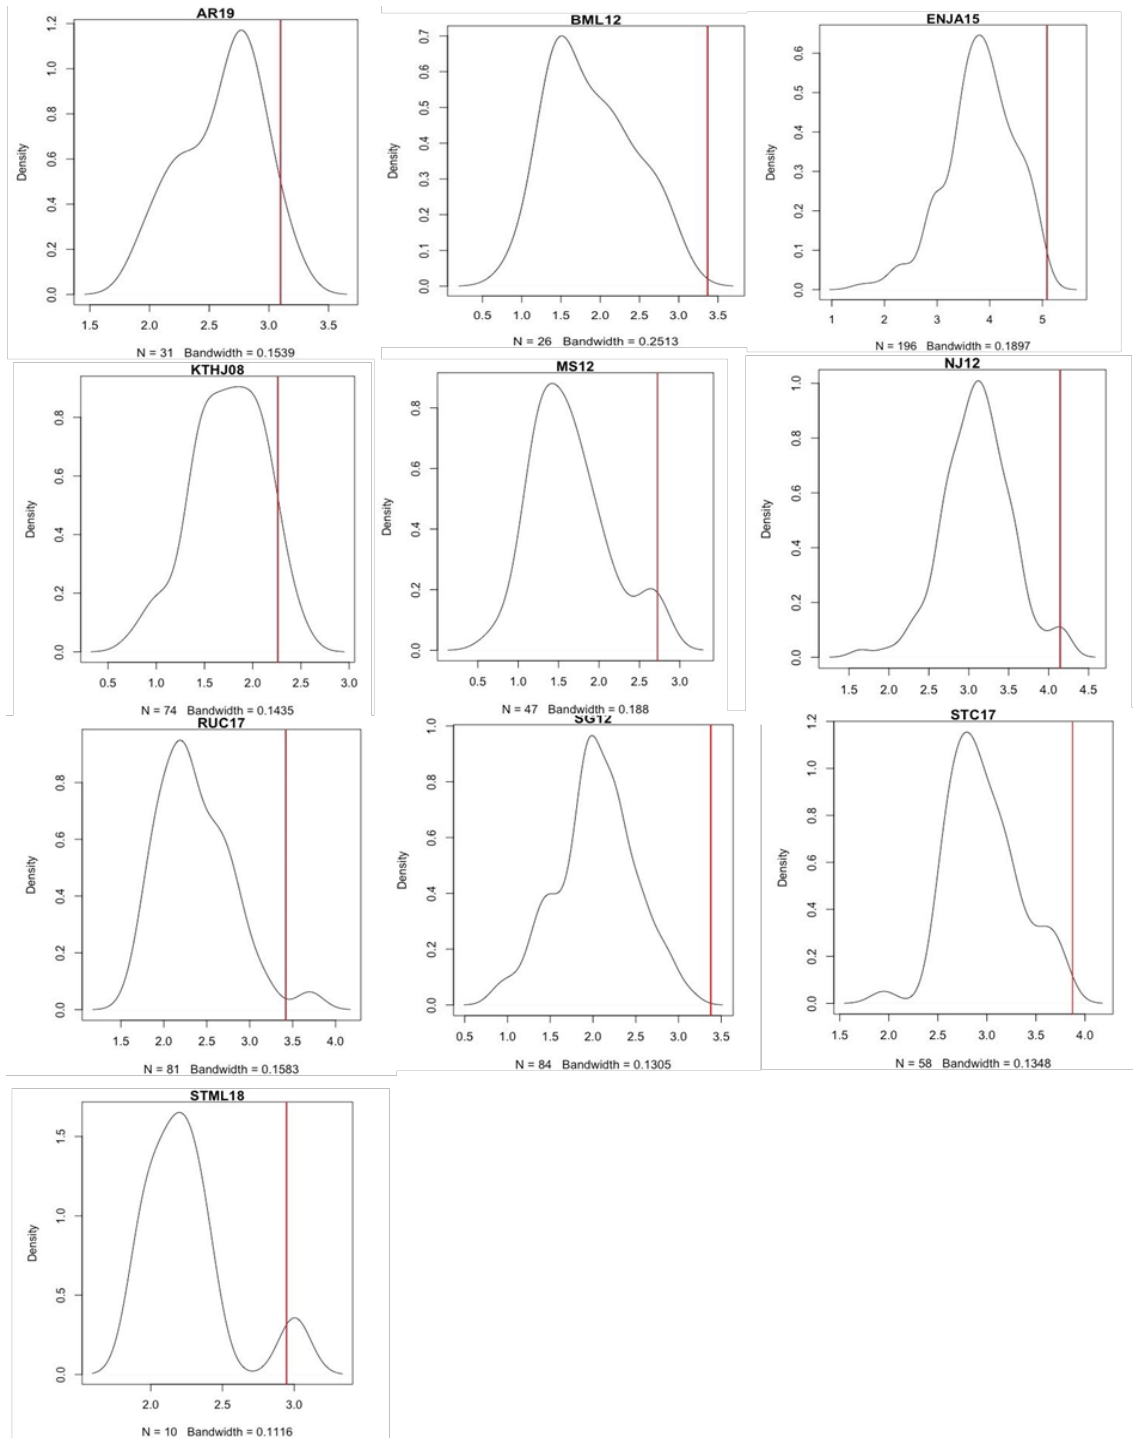 AR19
Density
0.0 0.2 0.4 0.6 0.8 1.0 1.2
1.5 2.0 2.5 3.0 3.5
N = 31 Bandwidth = 0.1539
BML12
Density
0.0 0.1 0.2 0.3 0.4 0.5 0.6 0.7
0.5 1.0 1.5 2.0 2.5 3.0 3.5
N = 26 Bandwidth = 0.2513
ENJA15
Density
0.0 0.1 0.2 0.3 0.4 0.5 0.6
1 2 3 4 5
N = 196 Bandwidth = 0.1897
KTHJ08
Density
0.0 0.2 0.4 0.6 0.8
0.5 1.0 1.5 2.0 2.5 3.0
N = 74 Bandwidth = 0.1435
MS12
Density
0.0 0.2 0.4 0.6 0.8
0.5 1.0 1.5 2.0 2.5 3.0
N = 47 Bandwidth = 0.188
NJ12
Density
0.0 0.2 0.4 0.6 0.8 1.0
1.5 2.0 2.5 3.0 3.5 4.0 4.5
RUC17
Density
0.0 0.2 0.4 0.6 0.8
1.5 2.0 2.5 3.0 3.5 4.0
N = 81 Bandwidth = 0.1583
SG12
Density
0.0 0.2 0.4 0.6 0.8 1.0
0.5 1.0 1.5 2.0 2.5 3.0 3.5
N = 84 Bandwidth = 0.1305
STC17
Density
0.0 0.2 0.4 0.6 0.8 1.0 1.2
1.5 2.0 2.5 3.0 3.5 4.0
N = 58 Bandwidth = 0.1348
STML18
Density
0.0 0.5 1.0 1.5
2.0 2.5 3.0
N = 10 Bandwidth = 0.1116